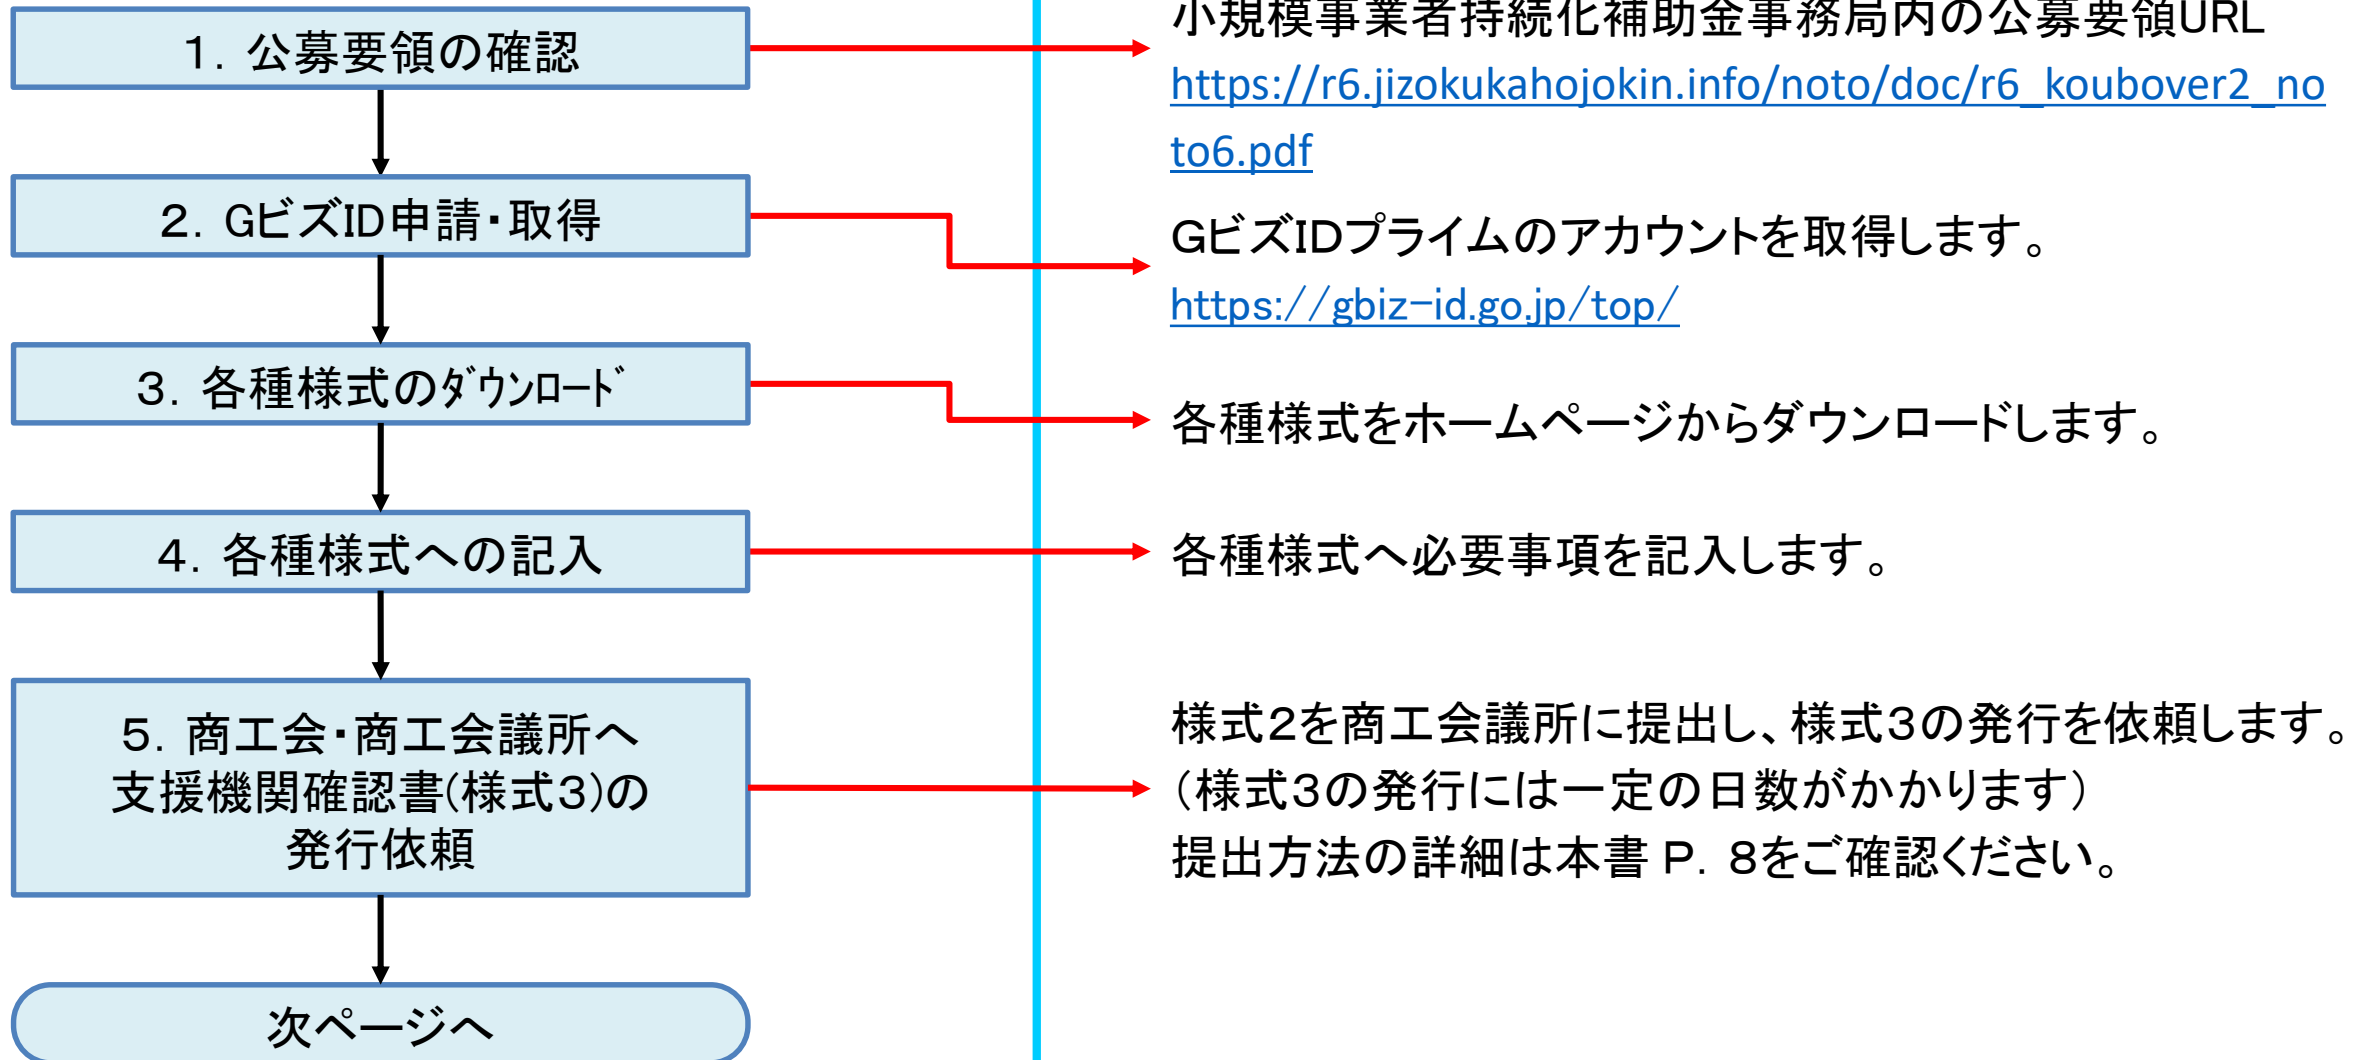 1．公募要領の確認
小規模事業者持続化補助金事務局内の公募要領URL
https://r6.jizokukahojokin.info/noto/doc/r6_koubover2_no
to6.pdf
2．GビズID申請・取得
GビズIDプライムのアカウントを取得します。
https://gbiz-id.go.jp/top/
3．各種様式のﾀﾞｳﾝﾛｰﾄﾞ
各種様式をホームページからダウンロードします。
4．各種様式への記入
各種様式へ必要事項を記入します。
5．商工会・商工会議所へ
支援機関確認書(様式3)の
発行依頼
様式2を商工会議所に提出し、様式3の発行を依頼します。
（様式3の発行には一定の日数がかかります）
提出方法の詳細は本書 P．8をご確認ください。
次ページへ